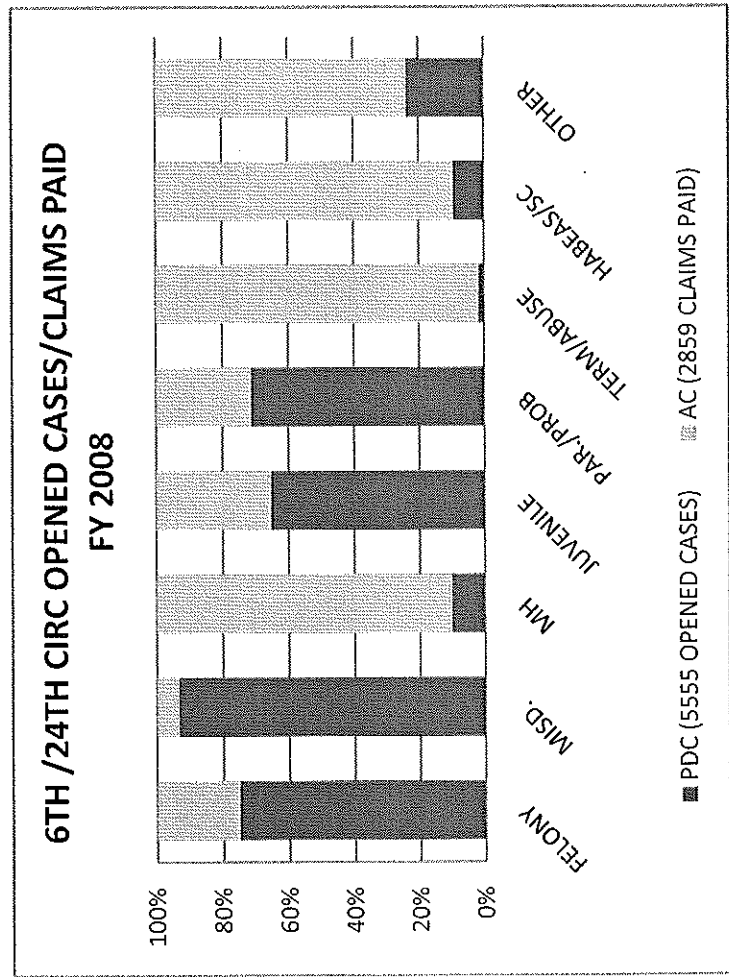 6TH /24TH CIRC OPENED CASES/CLAIMS PAID
FY 2008
100%
80%
60%
40%
20%
0%
FELONY
MISD.
MH
JUVENILE
PAR./PROB
TERM/ABUSE
HABEAS/SC
OTHER
PDC (5555 OPENED CASES)
AC (2859 CLAIMS PAID)